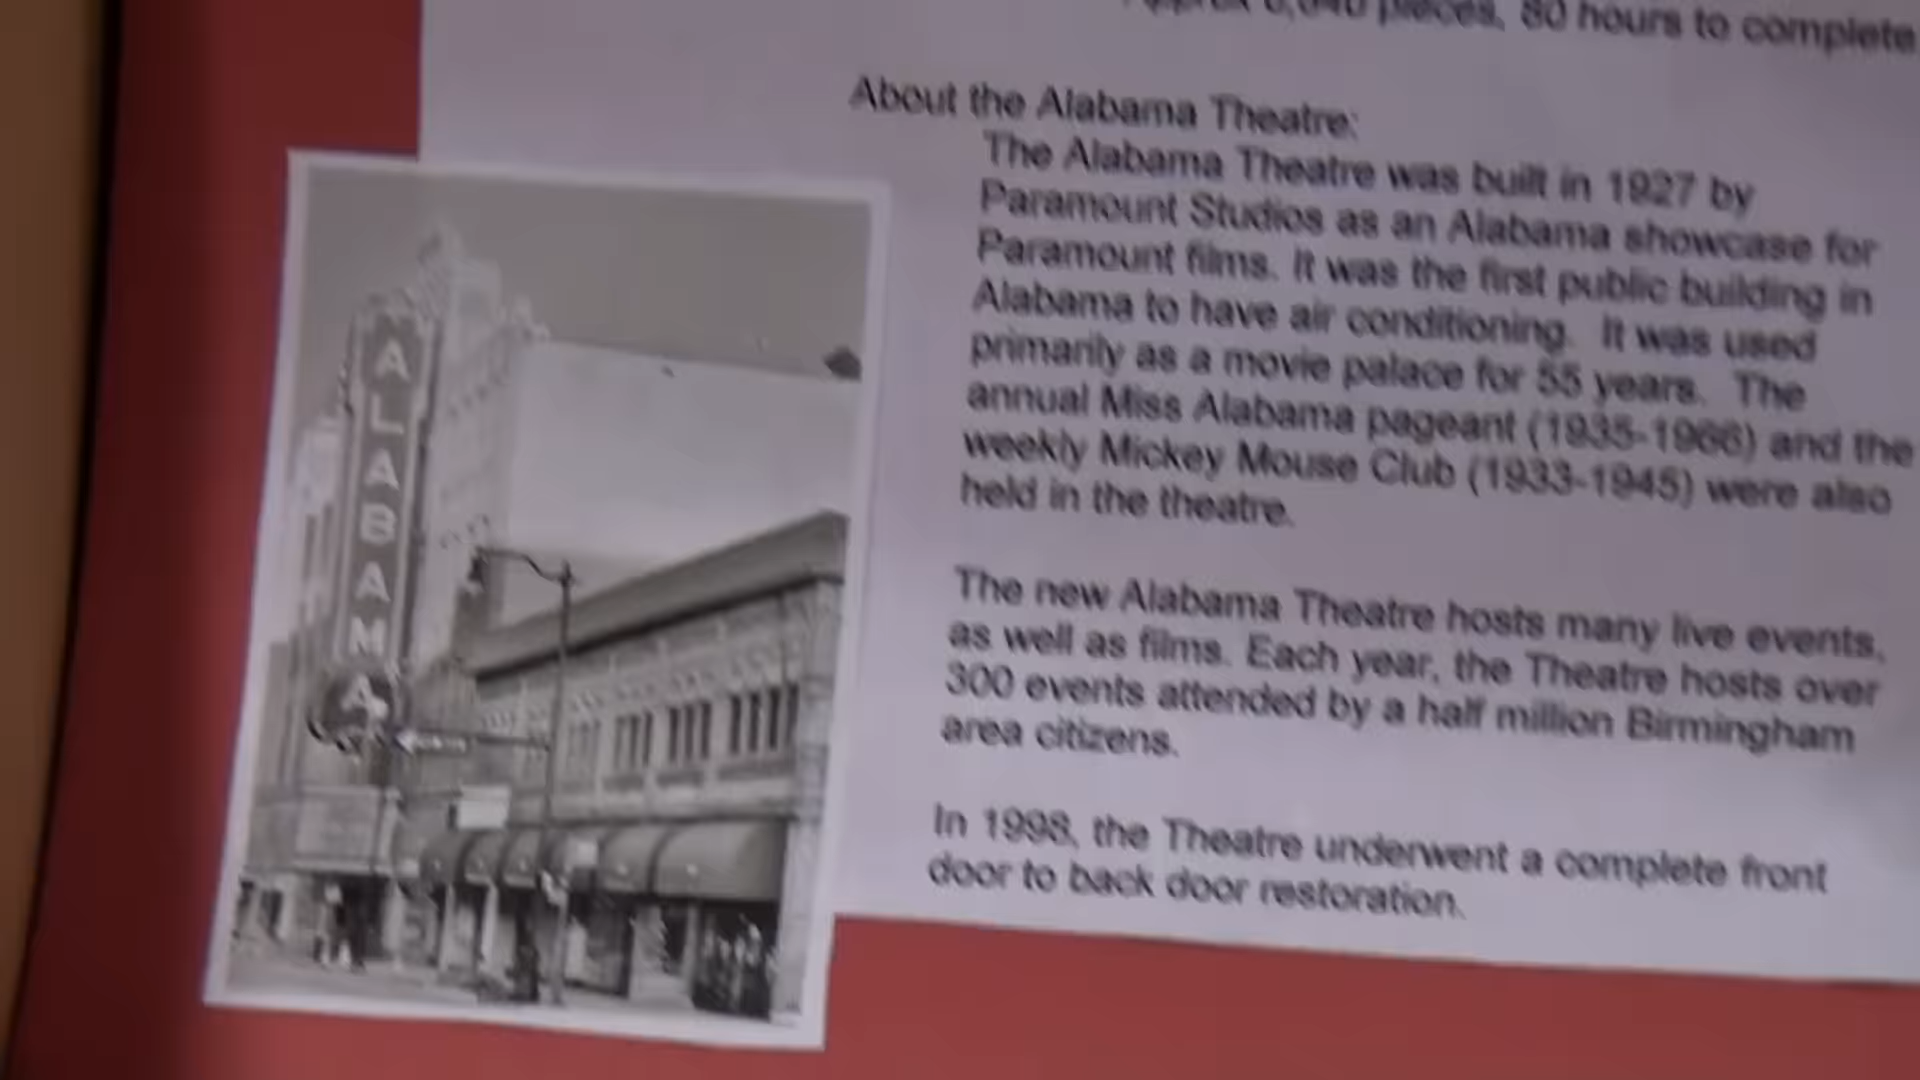 pieces, 80 hours to complete
About the Alabama Theatre:
The Alabama Theatre was built in 1927 by
Paramount Studios as an Alabama showcase for
Paramount films. It was the first public building in
Alabama to have air conditioning. It was used
primarily as a movie palace for 55 years. The
annual Miss Alabama pageant (1935-1966) and the
weekly Mickey Mouse Club (1933-1945) were also
held in the theatre.
The new Alabama Theatre hosts many live events,
as well as films. Each year, the Theatre hosts over
300 events attended by a half million Birmingham
area citizens.
In 1998, the Theatre underwent a complete front
door to back door restoration.
ALABAMA